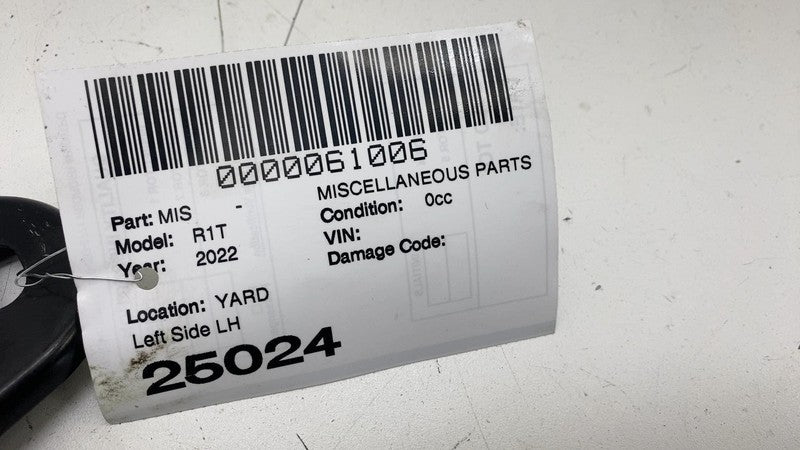 0000061006
MISCELLANEOUS PARTS
Part: MIS -
Condition: 0cc
Model: R1T
VIN:
Year: 2022
Damage Code:
Location: YARD
Left Side LH
25024